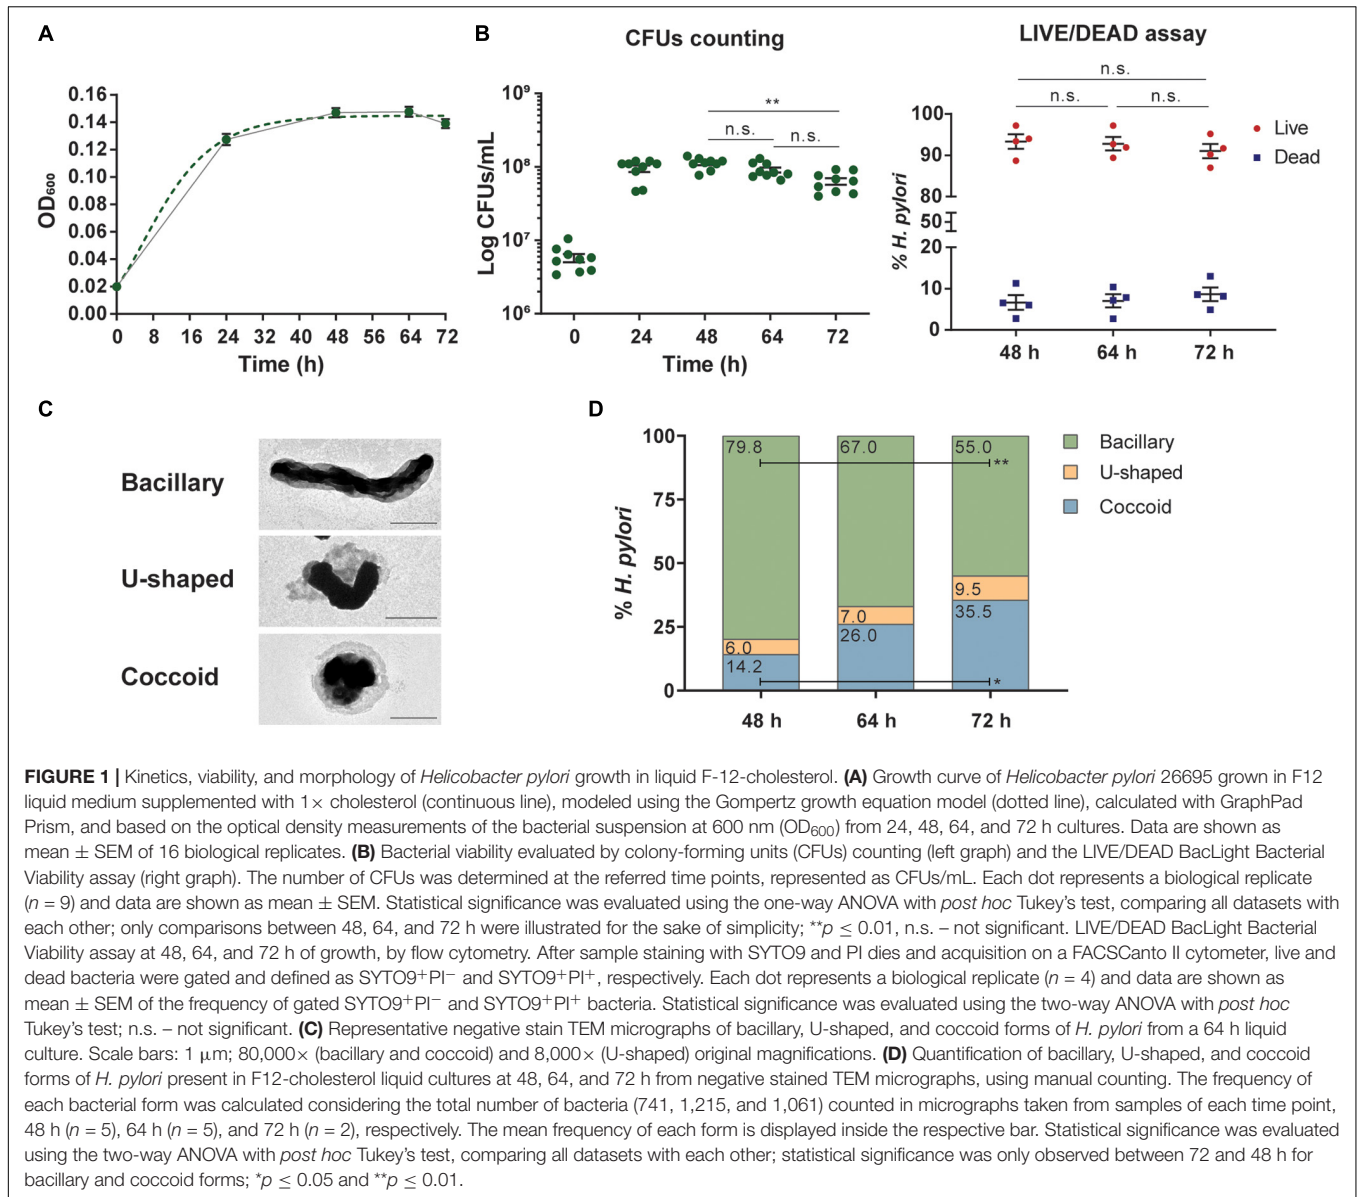 A
0.16
0.14
0.12
0.10
0.08
0.06
0.04
0.02
0.00
OD600
0 8 16 24 32 40 48 56 64 72
Time (h)
B
CFUs counting
10⁹
10⁸
10⁷
10⁶
Log CFUs/mL
**
n.s.
n.s.
0 24 48 64 72
Time (h)
LIVE/DEAD assay
n.s.
n.s. n.s.
100
90
80
50
20
10
0
% H. pylori
48 h 64 h 72 h
Live
Dead
C
Bacillary
U-shaped
Coccoid
D
100
75
50
25
0
% H. pylori
79.8 67.0 55.0
**
6.0 7.0 9.5
14.2 26.0 35.5
*
48 h 64 h 72 h
Bacillary
U-shaped
Coccoid
FIGURE 1 | Kinetics, viability, and morphology of Helicobacter pylori growth in liquid F-12-cholesterol. (A) Growth curve of Helicobacter pylori 26695 grown in F12
liquid medium supplemented with 1× cholesterol (continuous line), modeled using the Gompertz growth equation model (dotted line), calculated with GraphPad
Prism, and based on the optical density measurements of the bacterial suspension at 600 nm (OD600) from 24, 48, 64, and 72 h cultures. Data are shown as
mean ± SEM of 16 biological replicates. (B) Bacterial viability evaluated by colony-forming units (CFUs) counting (left graph) and the LIVE/DEAD BacLight Bacterial
Viability assay (right graph). The number of CFUs was determined at the referred time points, represented as CFUs/mL. Each dot represents a biological replicate
(n = 9) and data are shown as mean ± SEM. Statistical significance was evaluated using the one-way ANOVA with post hoc Tukey's test, comparing all datasets with
each other; only comparisons between 48, 64, and 72 h were illustrated for the sake of simplicity; **p ≤ 0.01, n.s. – not significant. LIVE/DEAD BacLight Bacterial
Viability assay at 48, 64, and 72 h of growth, by flow cytometry. After sample staining with SYTO9 and PI dies and acquisition on a FACSCanto II cytometer, live and
dead bacteria were gated and defined as SYTO9⁺PI⁻ and SYTO9⁺PI⁺, respectively. Each dot represents a biological replicate (n = 4) and data are shown as
mean ± SEM of the frequency of gated SYTO9⁺PI⁻ and SYTO9⁺PI⁺ bacteria. Statistical significance was evaluated using the two-way ANOVA with post hoc
Tukey's test; n.s. – not significant. (C) Representative negative stain TEM micrographs of bacillary, U-shaped, and coccoid forms of H. pylori from a 64 h liquid
culture. Scale bars: 1 μm; 80,000× (bacillary and coccoid) and 8,000× (U-shaped) original magnifications. (D) Quantification of bacillary, U-shaped, and coccoid
forms of H. pylori present in F12-cholesterol liquid cultures at 48, 64, and 72 h from negative stained TEM micrographs, using manual counting. The frequency of
each bacterial form was calculated considering the total number of bacteria (741, 1,215, and 1,061) counted in micrographs taken from samples of each time point,
48 h (n = 5), 64 h (n = 5), and 72 h (n = 2), respectively. The mean frequency of each form is displayed inside the respective bar. Statistical significance was evaluated
using the two-way ANOVA with post hoc Tukey's test, comparing all datasets with each other; statistical significance was only observed between 72 and 48 h for
bacillary and coccoid forms; *p ≤ 0.05 and **p ≤ 0.01.